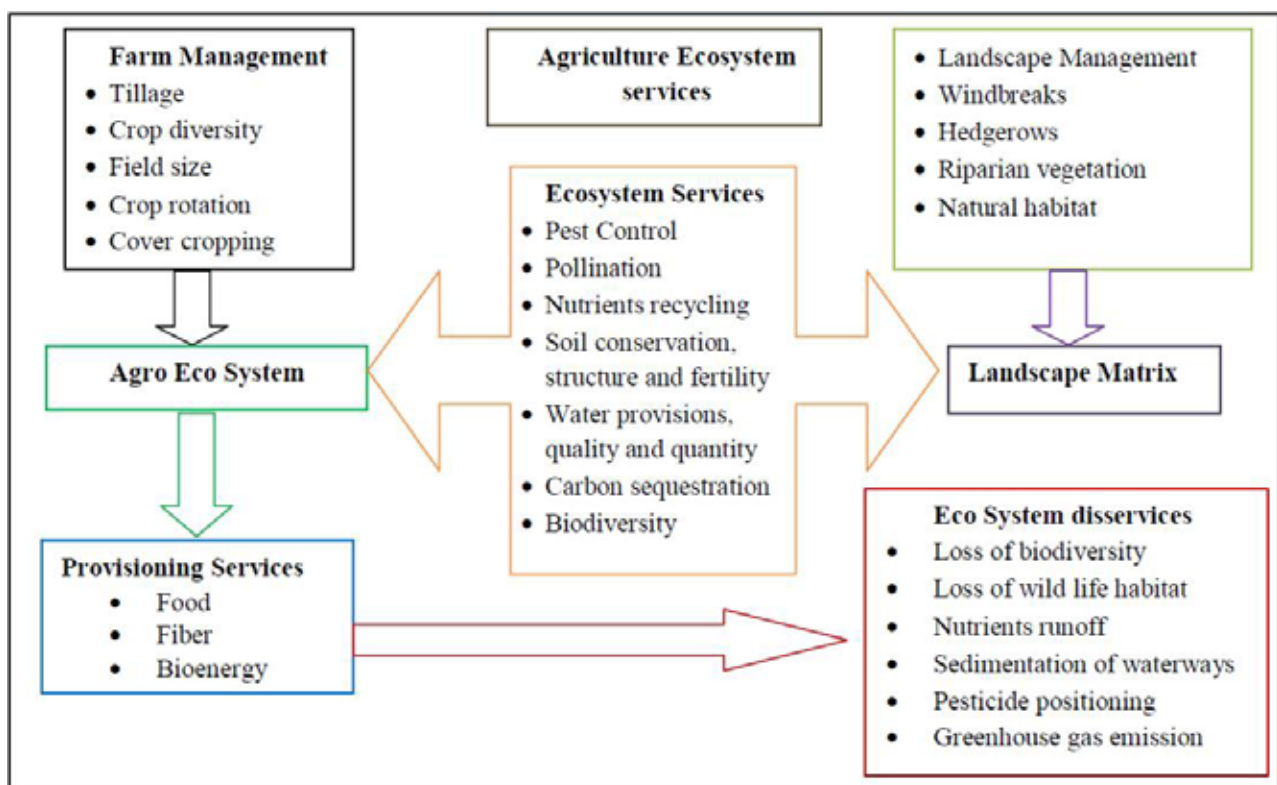 Farm Management
• Tillage
• Crop diversity
• Field size
• Crop rotation
• Cover cropping
Agriculture Ecosystem
services
• Landscape Management
• Windbreaks
• Hedgerows
• Riparian vegetation
• Natural habitat
Ecosystem Services
• Pest Control
• Pollination
• Nutrients recycling
• Soil conservation,
structure and fertility
• Water provisions,
quality and quantity
• Carbon sequestration
• Biodiversity
Agro Eco System
Landscape Matrix
Provisioning Services
• Food
• Fiber
• Bioenergy
Eco System disservices
• Loss of biodiversity
• Loss of wild life habitat
• Nutrients runoff
• Sedimentation of waterways
• Pesticide positioning
• Greenhouse gas emission